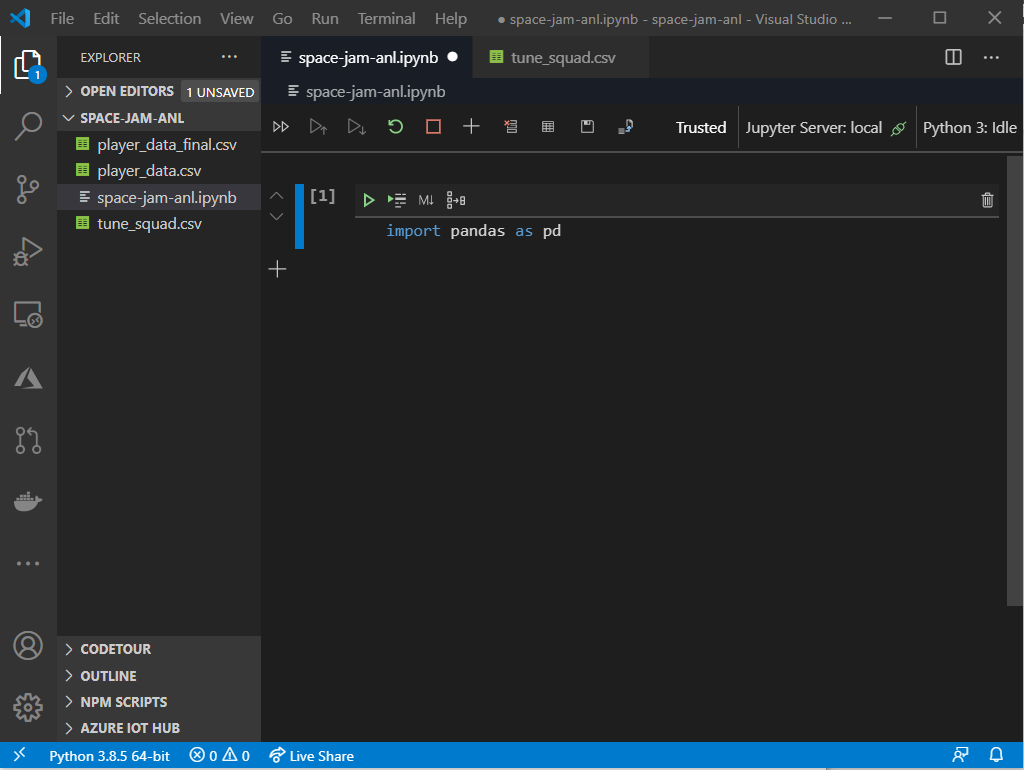 File Edit Selection View Go Run Terminal Help ● space-jam-anl.ipynb - space-jam-anl - Visual Studio ...
EXPLORER ...
space-jam-anl.ipynb ●
tune_squad.csv
1
OPEN EDITORS 1 UNSAVED
space-jam-anl.ipynb
SPACE-JAM-ANL
Trusted
Jupyter Server: local
Python 3: Idle
player_data_final.csv
player_data.csv
space-jam-anl.ipynb
tune_squad.csv
[1]
M↓
import pandas as pd
CODETOUR
OUTLINE
NPM SCRIPTS
AZURE IOT HUB
Python 3.8.5 64-bit 0 0 Live Share